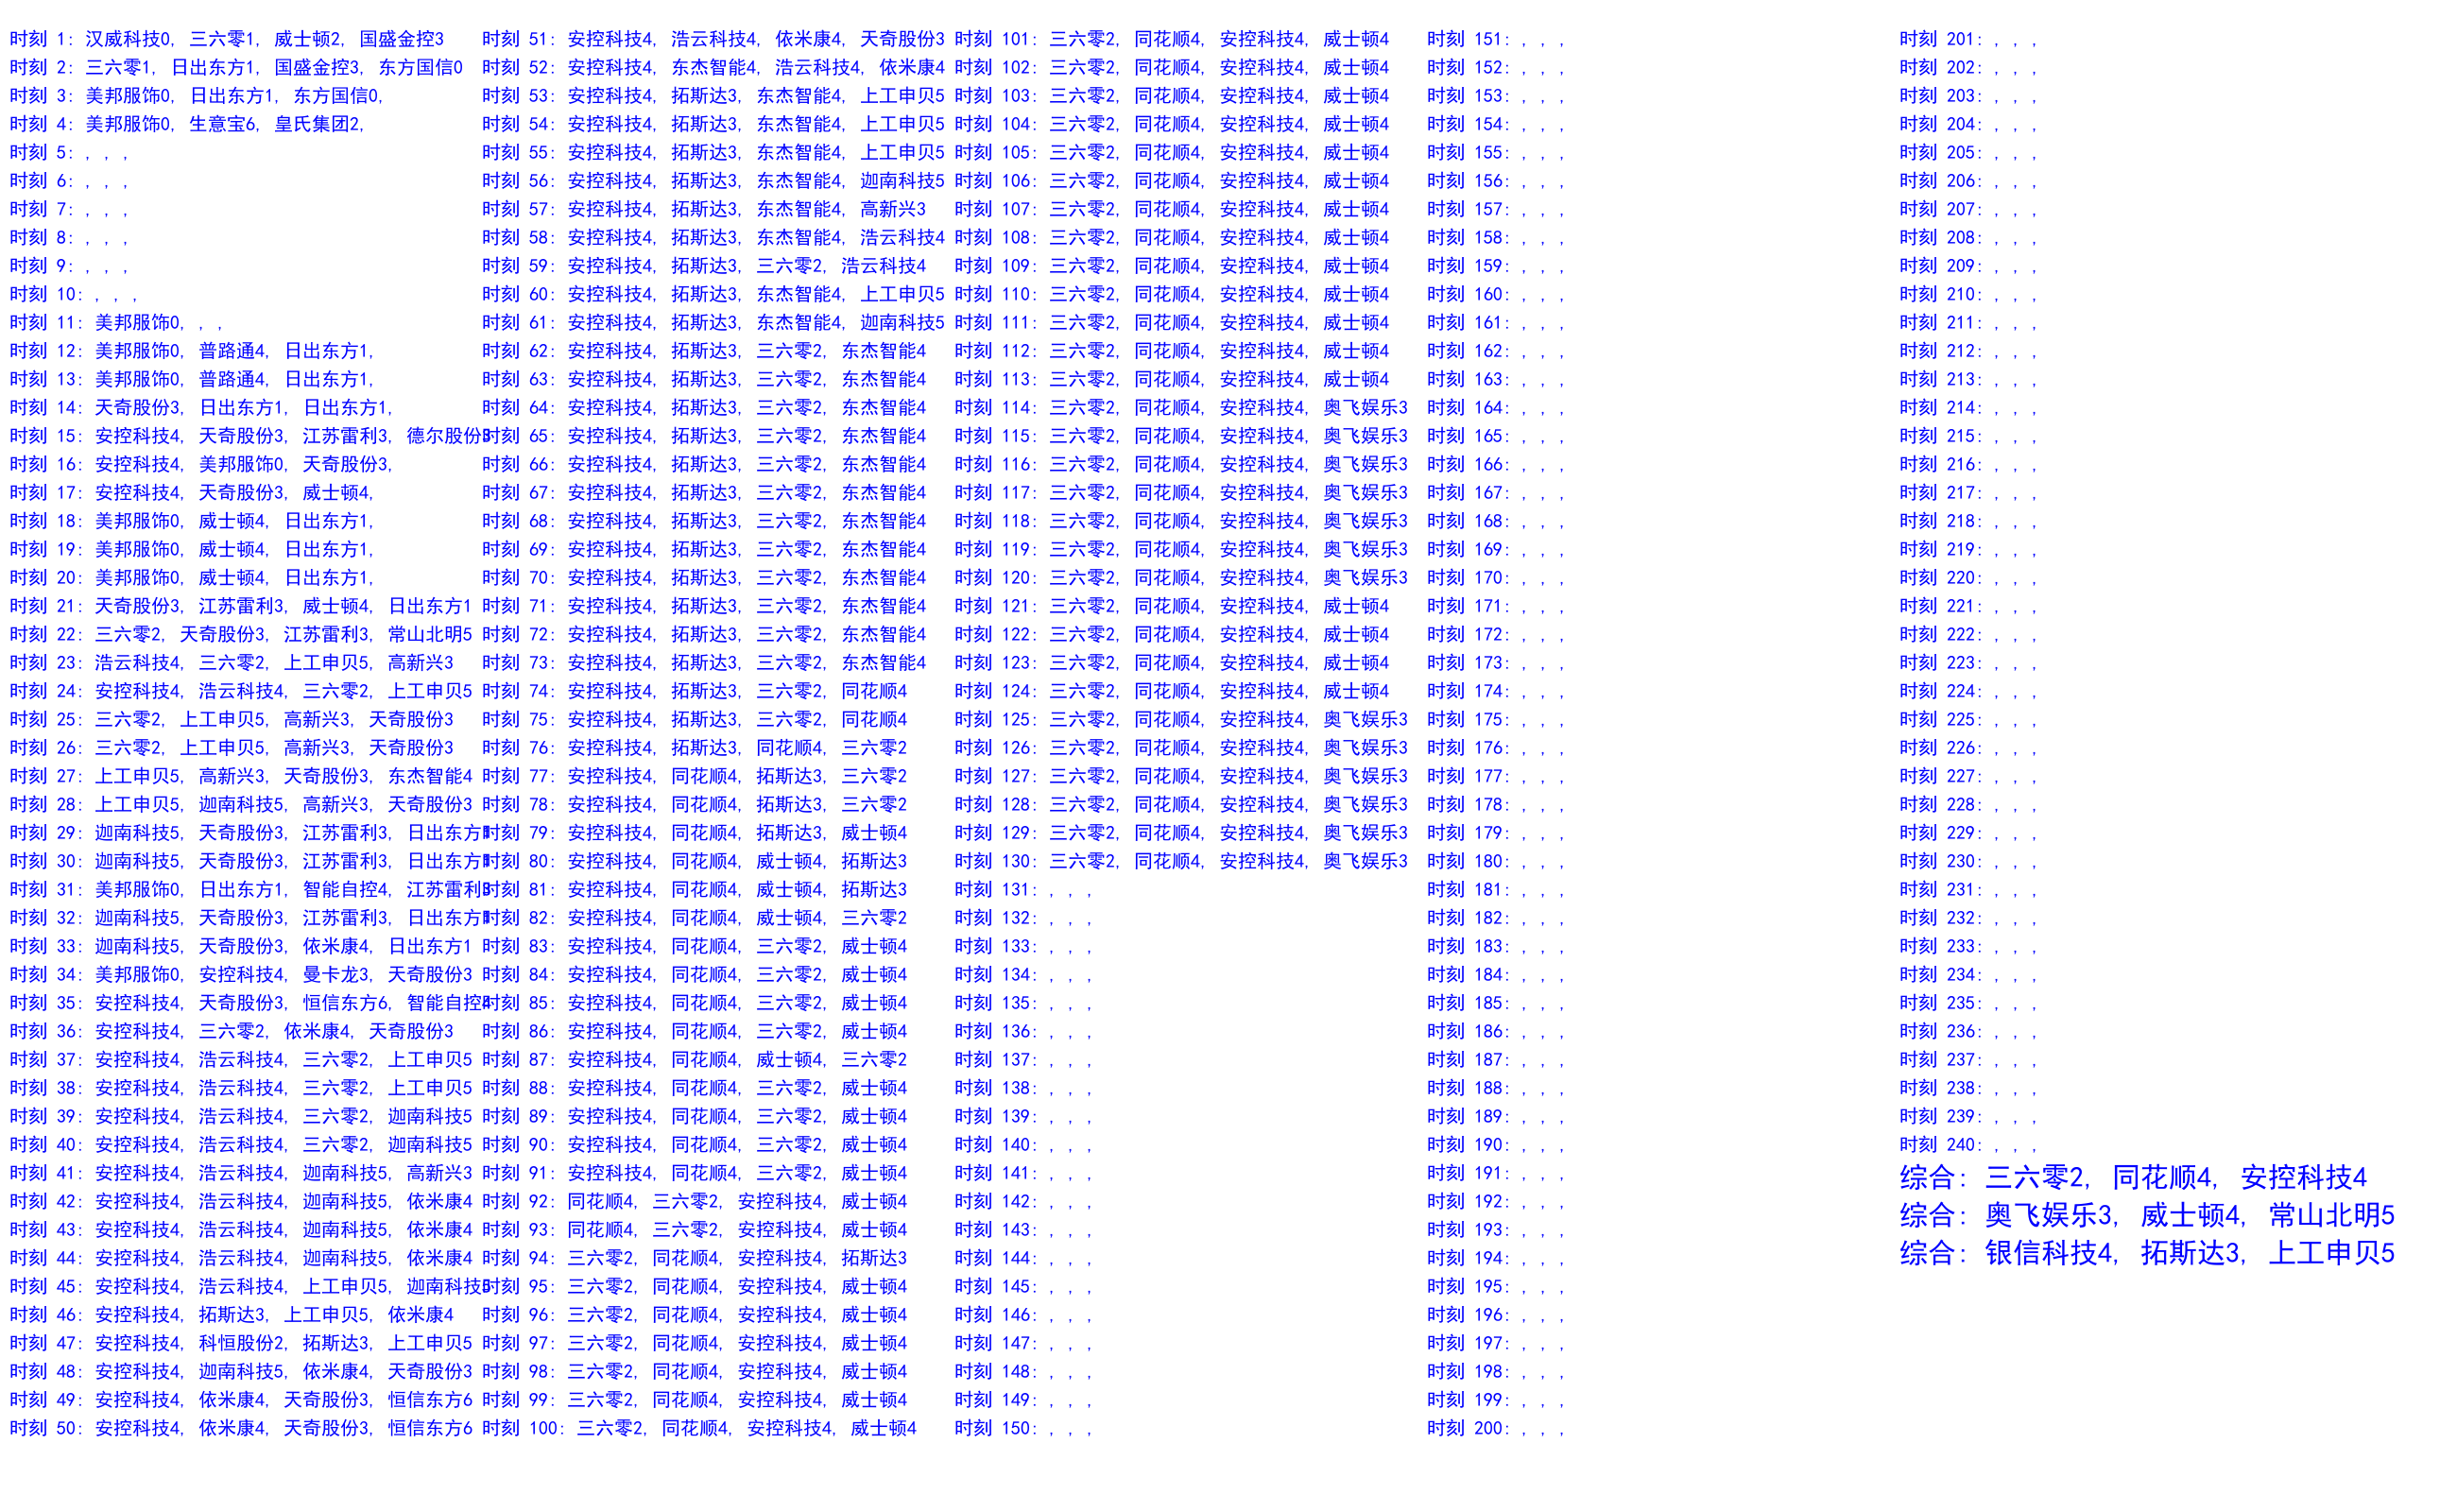 时刻 1: 汉威科技0, 三六零1, 威士顿2, 国盛金控3
时刻 2: 三六零1, 日出东方1, 国盛金控3, 东方国信0
时刻 3: 美邦服饰0, 日出东方1, 东方国信0,
时刻 4: 美邦服饰0, 生意宝6, 皇氏集团2,
时刻 5: , , ,
时刻 6: , , ,
时刻 7: , , ,
时刻 8: , , ,
时刻 9: , , ,
时刻 10: , , ,
时刻 11: 美邦服饰0, , ,
时刻 12: 美邦服饰0, 普路通4, 日出东方1,
时刻 13: 美邦服饰0, 普路通4, 日出东方1,
时刻 14: 天奇股份3, 日出东方1, 日出东方1,
时刻 15: 安控科技4, 天奇股份3, 江苏雷利3, 德尔股份3
时刻 16: 安控科技4, 美邦服饰0, 天奇股份3,
时刻 17: 安控科技4, 天奇股份3, 威士顿4,
时刻 18: 美邦服饰0, 威士顿4, 日出东方1,
时刻 19: 美邦服饰0, 威士顿4, 日出东方1,
时刻 20: 美邦服饰0, 威士顿4, 日出东方1,
时刻 21: 天奇股份3, 江苏雷利3, 威士顿4, 日出东方1
时刻 22: 三六零2, 天奇股份3, 江苏雷利3, 常山北明5
时刻 23: 浩云科技4, 三六零2, 上工申贝5, 高新兴3
时刻 24: 安控科技4, 浩云科技4, 三六零2, 上工申贝5
时刻 25: 三六零2, 上工申贝5, 高新兴3, 天奇股份3
时刻 26: 三六零2, 上工申贝5, 高新兴3, 天奇股份3
时刻 27: 上工申贝5, 高新兴3, 天奇股份3, 东杰智能4
时刻 28: 上工申贝5, 迦南科技5, 高新兴3, 天奇股份3
时刻 29: 迦南科技5, 天奇股份3, 江苏雷利3, 日出东方1
时刻 30: 迦南科技5, 天奇股份3, 江苏雷利3, 日出东方1
时刻 31: 美邦服饰0, 日出东方1, 智能自控4, 江苏雷利3
时刻 32: 迦南科技5, 天奇股份3, 江苏雷利3, 日出东方1
时刻 33: 迦南科技5, 天奇股份3, 依米康4, 日出东方1
时刻 34: 美邦服饰0, 安控科技4, 曼卡龙3, 天奇股份3
时刻 35: 安控科技4, 天奇股份3, 恒信东方6, 智能自控4
时刻 36: 安控科技4, 三六零2, 依米康4, 天奇股份3
时刻 37: 安控科技4, 浩云科技4, 三六零2, 上工申贝5
时刻 38: 安控科技4, 浩云科技4, 三六零2, 上工申贝5
时刻 39: 安控科技4, 浩云科技4, 三六零2, 迦南科技5
时刻 40: 安控科技4, 浩云科技4, 三六零2, 迦南科技5
时刻 41: 安控科技4, 浩云科技4, 迦南科技5, 高新兴3
时刻 42: 安控科技4, 浩云科技4, 迦南科技5, 依米康4
时刻 43: 安控科技4, 浩云科技4, 迦南科技5, 依米康4
时刻 44: 安控科技4, 浩云科技4, 迦南科技5, 依米康4
时刻 45: 安控科技4, 浩云科技4, 上工申贝5, 迦南科技5
时刻 46: 安控科技4, 拓斯达3, 上工申贝5, 依米康4
时刻 47: 安控科技4, 科恒股份2, 拓斯达3, 上工申贝5
时刻 48: 安控科技4, 迦南科技5, 依米康4, 天奇股份3
时刻 49: 安控科技4, 依米康4, 天奇股份3, 恒信东方6
时刻 50: 安控科技4, 依米康4, 天奇股份3, 恒信东方6
时刻 51: 安控科技4, 浩云科技4, 依米康4, 天奇股份3
时刻 52: 安控科技4, 东杰智能4, 浩云科技4, 依米康4
时刻 53: 安控科技4, 拓斯达3, 东杰智能4, 上工申贝5
时刻 54: 安控科技4, 拓斯达3, 东杰智能4, 上工申贝5
时刻 55: 安控科技4, 拓斯达3, 东杰智能4, 上工申贝5
时刻 56: 安控科技4, 拓斯达3, 东杰智能4, 迦南科技5
时刻 57: 安控科技4, 拓斯达3, 东杰智能4, 高新兴3
时刻 58: 安控科技4, 拓斯达3, 东杰智能4, 浩云科技4
时刻 59: 安控科技4, 拓斯达3, 三六零2, 浩云科技4
时刻 60: 安控科技4, 拓斯达3, 东杰智能4, 上工申贝5
时刻 61: 安控科技4, 拓斯达3, 东杰智能4, 迦南科技5
时刻 62: 安控科技4, 拓斯达3, 三六零2, 东杰智能4
时刻 63: 安控科技4, 拓斯达3, 三六零2, 东杰智能4
时刻 64: 安控科技4, 拓斯达3, 三六零2, 东杰智能4
时刻 65: 安控科技4, 拓斯达3, 三六零2, 东杰智能4
时刻 66: 安控科技4, 拓斯达3, 三六零2, 东杰智能4
时刻 67: 安控科技4, 拓斯达3, 三六零2, 东杰智能4
时刻 68: 安控科技4, 拓斯达3, 三六零2, 东杰智能4
时刻 69: 安控科技4, 拓斯达3, 三六零2, 东杰智能4
时刻 70: 安控科技4, 拓斯达3, 三六零2, 东杰智能4
时刻 71: 安控科技4, 拓斯达3, 三六零2, 东杰智能4
时刻 72: 安控科技4, 拓斯达3, 三六零2, 东杰智能4
时刻 73: 安控科技4, 拓斯达3, 三六零2, 东杰智能4
时刻 74: 安控科技4, 拓斯达3, 三六零2, 同花顺4
时刻 75: 安控科技4, 拓斯达3, 三六零2, 同花顺4
时刻 76: 安控科技4, 拓斯达3, 同花顺4, 三六零2
时刻 77: 安控科技4, 同花顺4, 拓斯达3, 三六零2
时刻 78: 安控科技4, 同花顺4, 拓斯达3, 三六零2
时刻 79: 安控科技4, 同花顺4, 拓斯达3, 威士顿4
时刻 80: 安控科技4, 同花顺4, 威士顿4, 拓斯达3
时刻 81: 安控科技4, 同花顺4, 威士顿4, 拓斯达3
时刻 82: 安控科技4, 同花顺4, 威士顿4, 三六零2
时刻 83: 安控科技4, 同花顺4, 三六零2, 威士顿4
时刻 84: 安控科技4, 同花顺4, 三六零2, 威士顿4
时刻 85: 安控科技4, 同花顺4, 三六零2, 威士顿4
时刻 86: 安控科技4, 同花顺4, 三六零2, 威士顿4
时刻 87: 安控科技4, 同花顺4, 威士顿4, 三六零2
时刻 88: 安控科技4, 同花顺4, 三六零2, 威士顿4
时刻 89: 安控科技4, 同花顺4, 三六零2, 威士顿4
时刻 90: 安控科技4, 同花顺4, 三六零2, 威士顿4
时刻 91: 安控科技4, 同花顺4, 三六零2, 威士顿4
时刻 92: 同花顺4, 三六零2, 安控科技4, 威士顿4
时刻 93: 同花顺4, 三六零2, 安控科技4, 威士顿4
时刻 94: 三六零2, 同花顺4, 安控科技4, 拓斯达3
时刻 95: 三六零2, 同花顺4, 安控科技4, 威士顿4
时刻 96: 三六零2, 同花顺4, 安控科技4, 威士顿4
时刻 97: 三六零2, 同花顺4, 安控科技4, 威士顿4
时刻 98: 三六零2, 同花顺4, 安控科技4, 威士顿4
时刻 99: 三六零2, 同花顺4, 安控科技4, 威士顿4
时刻 100: 三六零2, 同花顺4, 安控科技4, 威士顿4
时刻 101: 三六零2, 同花顺4, 安控科技4, 威士顿4
时刻 102: 三六零2, 同花顺4, 安控科技4, 威士顿4
时刻 103: 三六零2, 同花顺4, 安控科技4, 威士顿4
时刻 104: 三六零2, 同花顺4, 安控科技4, 威士顿4
时刻 105: 三六零2, 同花顺4, 安控科技4, 威士顿4
时刻 106: 三六零2, 同花顺4, 安控科技4, 威士顿4
时刻 107: 三六零2, 同花顺4, 安控科技4, 威士顿4
时刻 108: 三六零2, 同花顺4, 安控科技4, 威士顿4
时刻 109: 三六零2, 同花顺4, 安控科技4, 威士顿4
时刻 110: 三六零2, 同花顺4, 安控科技4, 威士顿4
时刻 111: 三六零2, 同花顺4, 安控科技4, 威士顿4
时刻 112: 三六零2, 同花顺4, 安控科技4, 威士顿4
时刻 113: 三六零2, 同花顺4, 安控科技4, 威士顿4
时刻 114: 三六零2, 同花顺4, 安控科技4, 奥飞娱乐3
时刻 115: 三六零2, 同花顺4, 安控科技4, 奥飞娱乐3
时刻 116: 三六零2, 同花顺4, 安控科技4, 奥飞娱乐3
时刻 117: 三六零2, 同花顺4, 安控科技4, 奥飞娱乐3
时刻 118: 三六零2, 同花顺4, 安控科技4, 奥飞娱乐3
时刻 119: 三六零2, 同花顺4, 安控科技4, 奥飞娱乐3
时刻 120: 三六零2, 同花顺4, 安控科技4, 奥飞娱乐3
时刻 121: 三六零2, 同花顺4, 安控科技4, 威士顿4
时刻 122: 三六零2, 同花顺4, 安控科技4, 威士顿4
时刻 123: 三六零2, 同花顺4, 安控科技4, 威士顿4
时刻 124: 三六零2, 同花顺4, 安控科技4, 威士顿4
时刻 125: 三六零2, 同花顺4, 安控科技4, 奥飞娱乐3
时刻 126: 三六零2, 同花顺4, 安控科技4, 奥飞娱乐3
时刻 127: 三六零2, 同花顺4, 安控科技4, 奥飞娱乐3
时刻 128: 三六零2, 同花顺4, 安控科技4, 奥飞娱乐3
时刻 129: 三六零2, 同花顺4, 安控科技4, 奥飞娱乐3
时刻 130: 三六零2, 同花顺4, 安控科技4, 奥飞娱乐3
时刻 131: , , ,
时刻 132: , , ,
时刻 133: , , ,
时刻 134: , , ,
时刻 135: , , ,
时刻 136: , , ,
时刻 137: , , ,
时刻 138: , , ,
时刻 139: , , ,
时刻 140: , , ,
时刻 141: , , ,
时刻 142: , , ,
时刻 143: , , ,
时刻 144: , , ,
时刻 145: , , ,
时刻 146: , , ,
时刻 147: , , ,
时刻 148: , , ,
时刻 149: , , ,
时刻 150: , , ,
时刻 151: , , ,
时刻 152: , , ,
时刻 153: , , ,
时刻 154: , , ,
时刻 155: , , ,
时刻 156: , , ,
时刻 157: , , ,
时刻 158: , , ,
时刻 159: , , ,
时刻 160: , , ,
时刻 161: , , ,
时刻 162: , , ,
时刻 163: , , ,
时刻 164: , , ,
时刻 165: , , ,
时刻 166: , , ,
时刻 167: , , ,
时刻 168: , , ,
时刻 169: , , ,
时刻 170: , , ,
时刻 171: , , ,
时刻 172: , , ,
时刻 173: , , ,
时刻 174: , , ,
时刻 175: , , ,
时刻 176: , , ,
时刻 177: , , ,
时刻 178: , , ,
时刻 179: , , ,
时刻 180: , , ,
时刻 181: , , ,
时刻 182: , , ,
时刻 183: , , ,
时刻 184: , , ,
时刻 185: , , ,
时刻 186: , , ,
时刻 187: , , ,
时刻 188: , , ,
时刻 189: , , ,
时刻 190: , , ,
时刻 191: , , ,
时刻 192: , , ,
时刻 193: , , ,
时刻 194: , , ,
时刻 195: , , ,
时刻 196: , , ,
时刻 197: , , ,
时刻 198: , , ,
时刻 199: , , ,
时刻 200: , , ,
时刻 201: , , ,
时刻 202: , , ,
时刻 203: , , ,
时刻 204: , , ,
时刻 205: , , ,
时刻 206: , , ,
时刻 207: , , ,
时刻 208: , , ,
时刻 209: , , ,
时刻 210: , , ,
时刻 211: , , ,
时刻 212: , , ,
时刻 213: , , ,
时刻 214: , , ,
时刻 215: , , ,
时刻 216: , , ,
时刻 217: , , ,
时刻 218: , , ,
时刻 219: , , ,
时刻 220: , , ,
时刻 221: , , ,
时刻 222: , , ,
时刻 223: , , ,
时刻 224: , , ,
时刻 225: , , ,
时刻 226: , , ,
时刻 227: , , ,
时刻 228: , , ,
时刻 229: , , ,
时刻 230: , , ,
时刻 231: , , ,
时刻 232: , , ,
时刻 233: , , ,
时刻 234: , , ,
时刻 235: , , ,
时刻 236: , , ,
时刻 237: , , ,
时刻 238: , , ,
时刻 239: , , ,
时刻 240: , , ,
综合: 三六零2, 同花顺4, 安控科技4
综合: 奥飞娱乐3, 威士顿4, 常山北明5
综合: 银信科技4, 拓斯达3, 上工申贝5